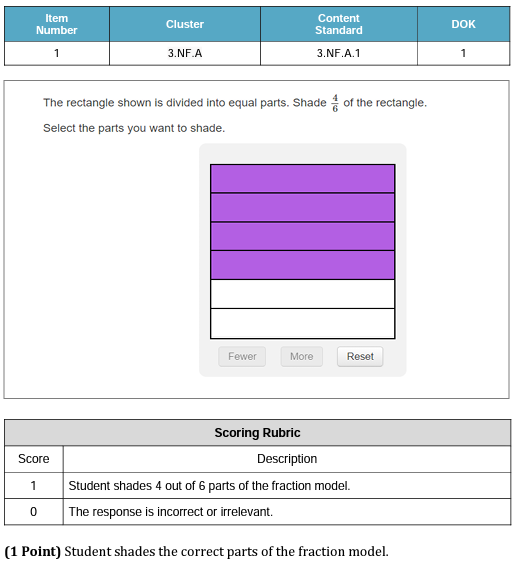 Item Number Cluster Content Standard DOK
1 3.NF.A 3.NF.A.1 1
The rectangle shown is divided into equal parts. Shade 4/6 of the rectangle.
Select the parts you want to shade.
Fewer More Reset
Scoring Rubric
Score Description
1 Student shades 4 out of 6 parts of the fraction model.
0 The response is incorrect or irrelevant.
(1 Point) Student shades the correct parts of the fraction model.